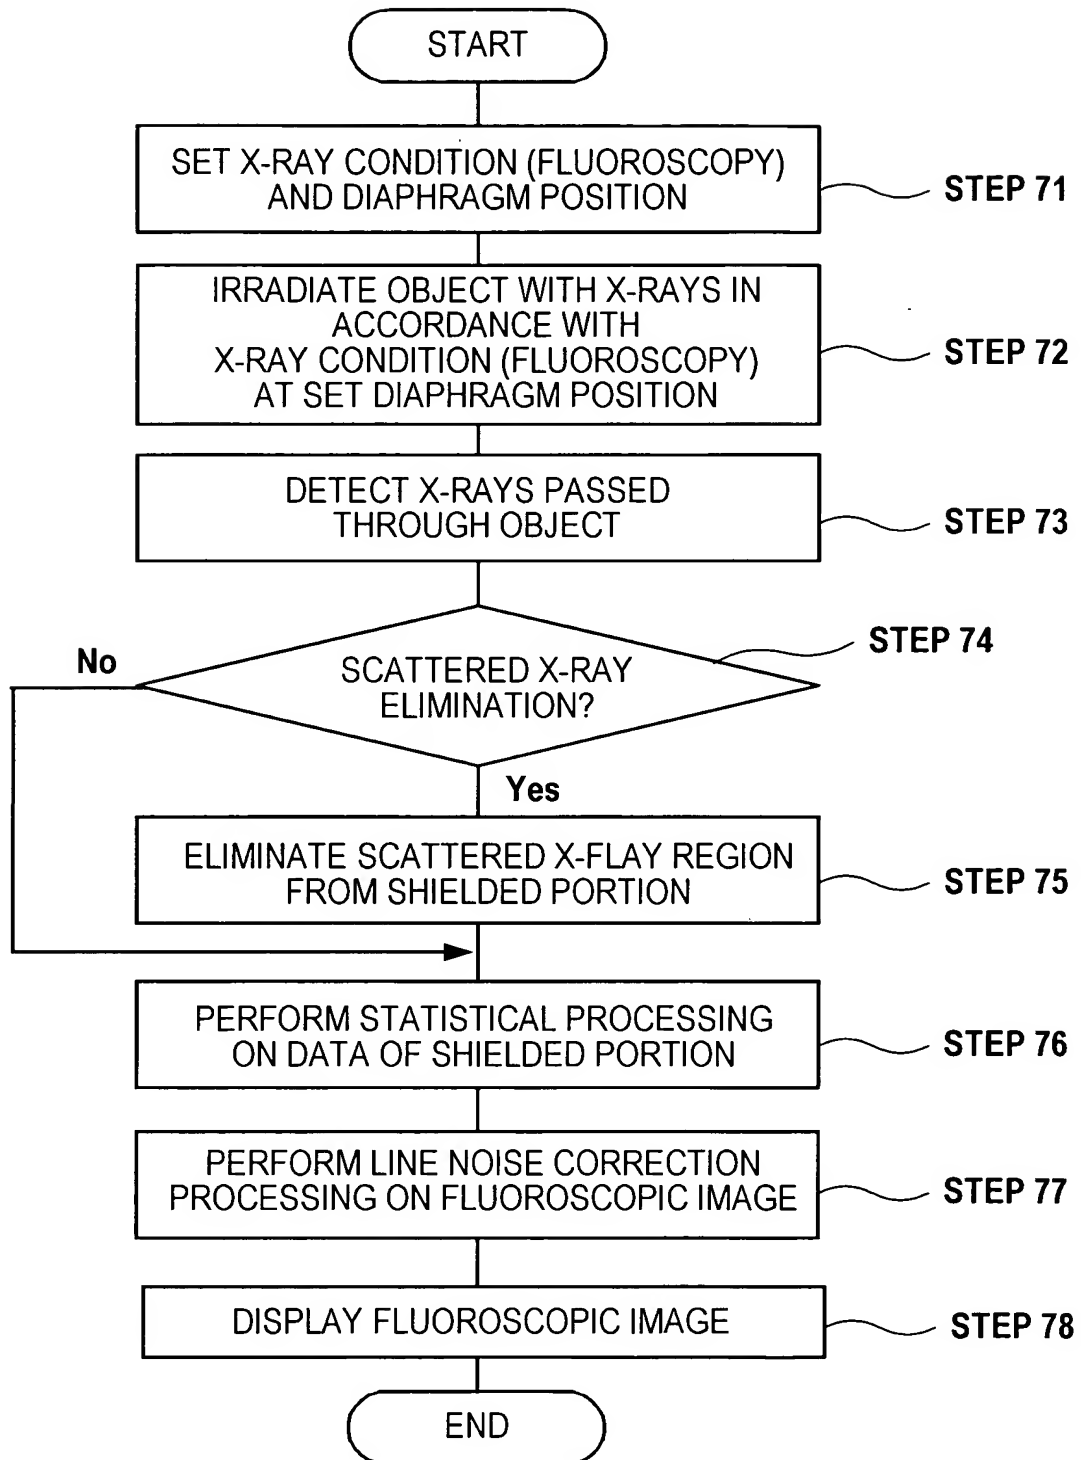 START
SET X-RAY CONDITION (FLUOROSCOPY)
AND DIAPHRAGM POSITION
STEP 71
IRRADIATE OBJECT WITH X-RAYS IN
ACCORDANCE WITH
X-RAY CONDITION (FLUOROSCOPY)
AT SET DIAPHRAGM POSITION
STEP 72
DETECT X-RAYS PASSED
THROUGH OBJECT
STEP 73
SCATTERED X-RAY
ELIMINATION?
STEP 74
No
Yes
ELIMINATE SCATTERED X-FLAY REGION
FROM SHIELDED PORTION
STEP 75
PERFORM STATISTICAL PROCESSING
ON DATA OF SHIELDED PORTION
STEP 76
PERFORM LINE NOISE CORRECTION
PROCESSING ON FLUOROSCOPIC IMAGE
STEP 77
DISPLAY FLUOROSCOPIC IMAGE
STEP 78
END